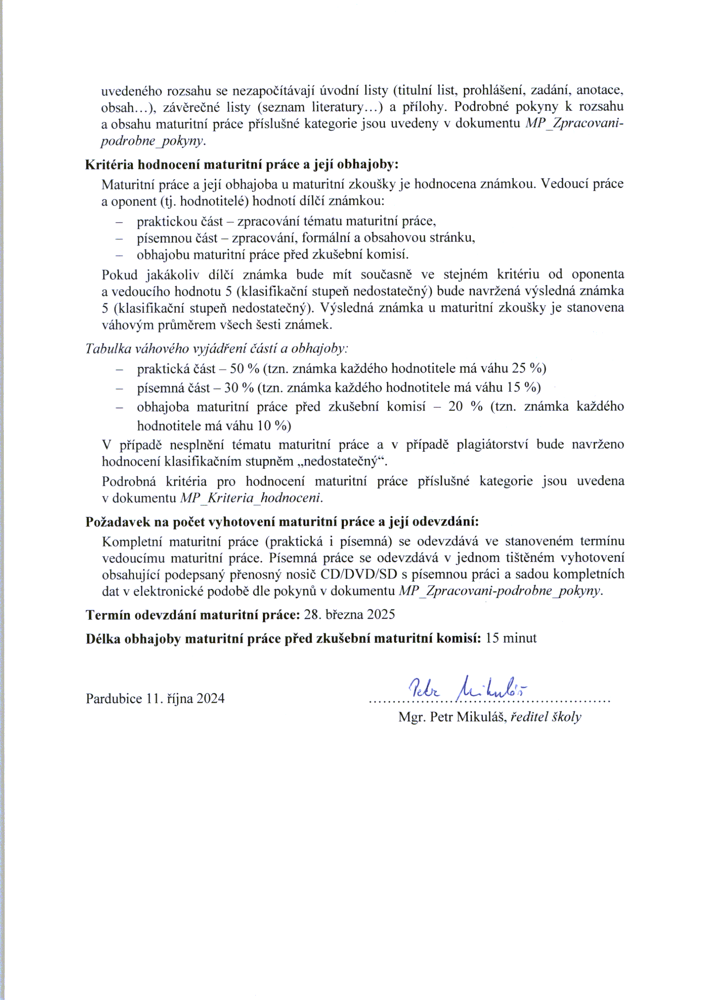 uvedeného rozsahu se nezapočítávají úvodní listy (titulní list, prohlášení, zadání, anotace,
obsah…), závěrečné listy (seznam literatury…) a přílohy. Podrobné pokyny k rozsahu
a obsahu maturitní práce příslušné kategorie jsou uvedeny v dokumentu MP_Zpracovani-
podrobne_pokyny.
Kritéria hodnocení maturitní práce a její obhajoby:
Maturitní práce a její obhajoba u maturitní zkoušky je hodnocena známkou. Vedoucí práce
a oponent (tj. hodnotitelé) hodnotí dílčí známkou:
– praktickou část – zpracování tématu maturitní práce,
– písemnou část – zpracování, formální a obsahovou stránku,
– obhajobu maturitní práce před zkušební komisí.
Pokud jakákoliv dílčí známka bude mít současně ve stejném kritériu od oponenta
a vedoucího hodnotu 5 (klasifikační stupeň nedostatečný) bude navržená výsledná známka
5 (klasifikační stupeň nedostatečný). Výsledná známka u maturitní zkoušky je stanovena
váhovým průměrem všech šesti známek.
Tabulka váhového vyjádření částí a obhajoby:
– praktická část – 50 % (tzn. známka každého hodnotitele má váhu 25 %)
– písemná část – 30 % (tzn. známka každého hodnotitele má váhu 15 %)
– obhajoba maturitní práce před zkušební komisí – 20 % (tzn. známka každého
hodnotitele má váhu 10 %)
V případě nesplnění tématu maturitní práce a v případě plagiátorství bude navrženo
hodnocení klasifikačním stupněm „nedostatečný“.
Podrobná kritéria pro hodnocení maturitní práce příslušné kategorie jsou uvedena
v dokumentu MP_Kriteria_hodnoceni.
Požadavek na počet vyhotovení maturitní práce a její odevzdání:
Kompletní maturitní práce (praktická i písemná) se odevzdává ve stanoveném termínu
vedoucímu maturitní práce. Písemná práce se odevzdává v jednom tištěném vyhotovení
obsahující podepsaný přenosný nosič CD/DVD/SD s písemnou práci a sadou kompletních
dat v elektronické podobě dle pokynů v dokumentu MP_Zpracovani-podrobne_pokyny.
Termín odevzdání maturitní práce: 28. března 2025
Délka obhajoby maturitní práce před zkušební maturitní komisí: 15 minut
Petr Mikuláš
Pardubice 11. října 2024
Mgr. Petr Mikuláš, ředitel školy